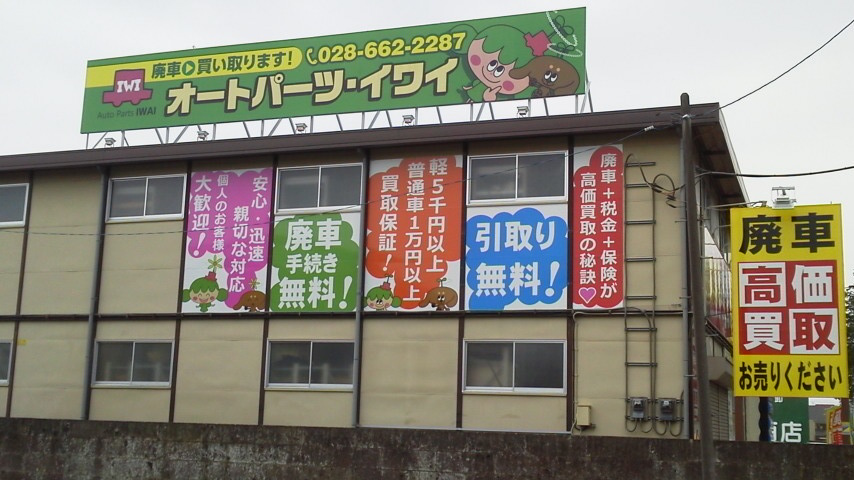 廃車▶買い取ります!
028-662-2287
IWI
Auto Parts IWAI
オートパーツ・イワイ
安心・迅速
親切な対応
個人のお客様
大歓迎!
廃車
手続き
無料!
軽5千円以上
普通車1万円以上
買取保証!
引取り
無料!
廃車+税金+保険が
高価買取の秘訣♥
廃車
高価
買取
お売りください
店